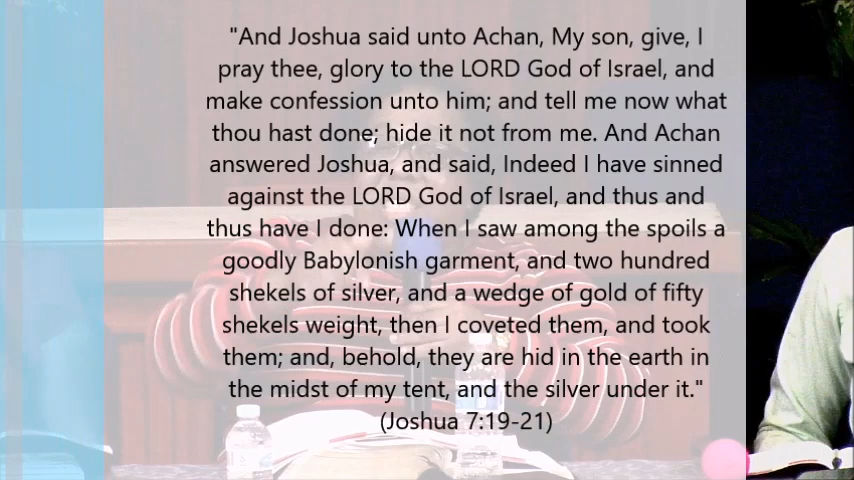 "And Joshua said unto Achan, My son, give, I
pray thee, glory to the LORD God of Israel, and
make confession unto him; and tell me now what
thou hast done; hide it not from me. And Achan
answered Joshua, and said, Indeed I have sinned
against the LORD God of Israel, and thus and
thus have I done: When I saw among the spoils a
goodly Babylonish garment, and two hundred
shekels of silver, and a wedge of gold of fifty
shekels weight, then I coveted them, and took
them; and, behold, they are hid in the earth in
the midst of my tent, and the silver under it."
(Joshua 7:19-21)